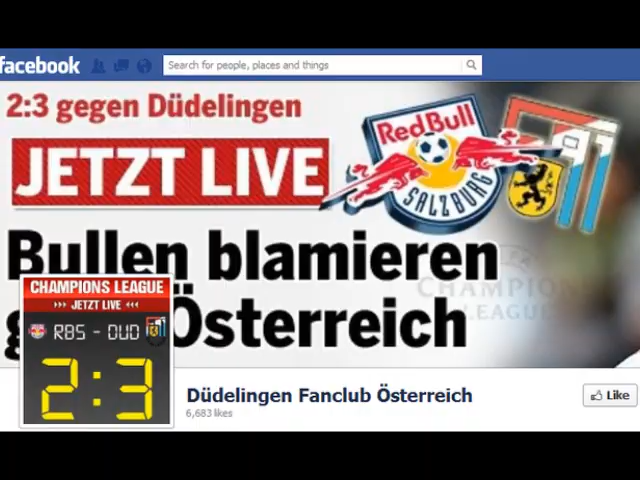 facebook
Search for people, places and things
2:3 gegen Düdelingen
JETZT LIVE
Red Bull
SALZBURG
Bullen blamieren
CHAMPIONS
LEAGUE
g
Österreich
CHAMPIONS LEAGUE
››› JETZT LIVE ‹‹‹
RBS - DUD
2:3
Düdelingen Fanclub Österreich
6,683 likes
Like